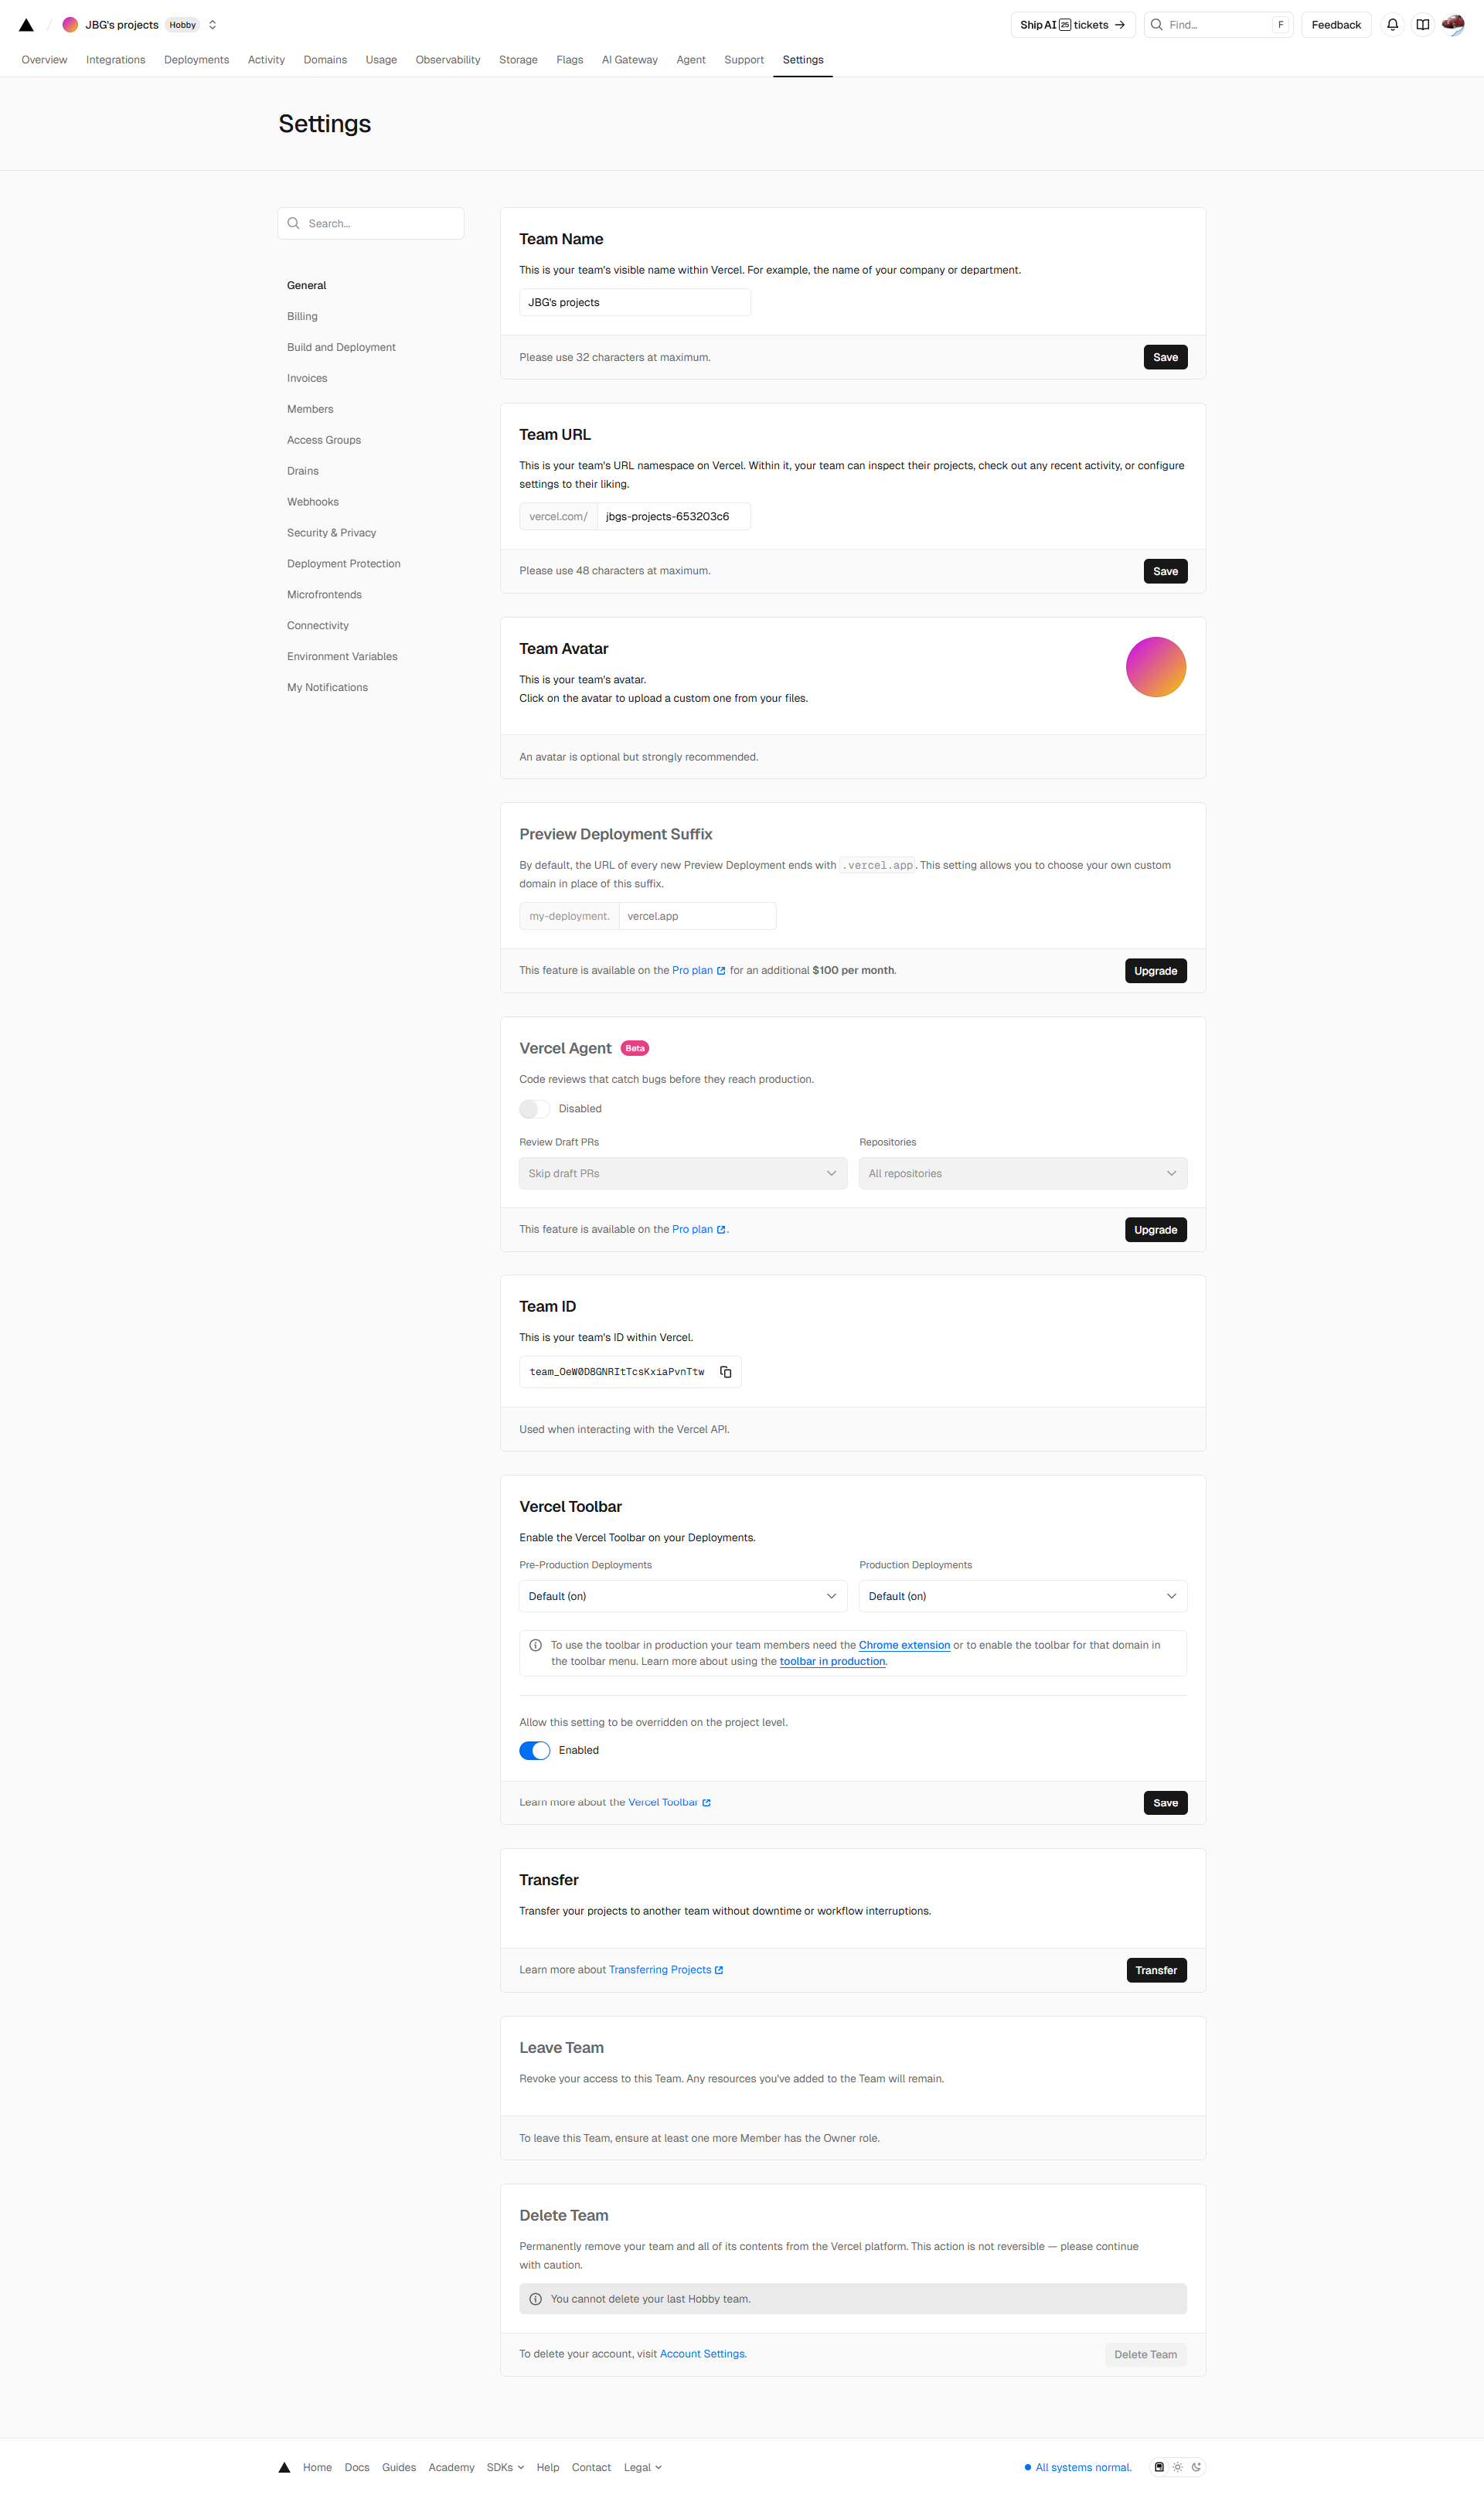 JBG's projects Hobby
Ship AI 25 tickets → Find... F Feedback
Overview Integrations Deployments Activity Domains Usage Observability Storage Flags AI Gateway Agent Support Settings
Settings
Search...
General
Billing
Build and Deployment
Invoices
Members
Access Groups
Drains
Webhooks
Security & Privacy
Deployment Protection
Microfrontends
Connectivity
Environment Variables
My Notifications
Team Name
This is your team's visible name within Vercel. For example, the name of your company or department.
JBG's projects
Please use 32 characters at maximum. Save
Team URL
This is your team's URL namespace on Vercel. Within it, your team can inspect their projects, check out any recent activity, or configure
settings to their liking.
vercel.com/ jbgs-projects-653203c6
Please use 48 characters at maximum. Save
Team Avatar
This is your team's avatar.
Click on the avatar to upload a custom one from your files.
An avatar is optional but strongly recommended.
Preview Deployment Suffix
By default, the URL of every new Preview Deployment ends with .vercel.app. This setting allows you to choose your own custom
domain in place of this suffix.
my-deployment. vercel.app
This feature is available on the Pro plan for an additional $100 per month. Upgrade
Vercel Agent Beta
Code reviews that catch bugs before they reach production.
Disabled
Review Draft PRs Repositories
Skip draft PRs All repositories
This feature is available on the Pro plan. Upgrade
Team ID
This is your team's ID within Vercel.
team_OeW0D8GNRItTcsKxiaPvnTtw
Used when interacting with the Vercel API.
Vercel Toolbar
Enable the Vercel Toolbar on your Deployments.
Pre-Production Deployments Production Deployments
Default (on) Default (on)
To use the toolbar in production your team members need the Chrome extension or to enable the toolbar for that domain in
the toolbar menu. Learn more about using the toolbar in production.
Allow this setting to be overridden on the project level.
Enabled
Learn more about the Vercel Toolbar Save
Transfer
Transfer your projects to another team without downtime or workflow interruptions.
Learn more about Transferring Projects Transfer
Leave Team
Revoke your access to this Team. Any resources you've added to the Team will remain.
To leave this Team, ensure at least one more Member has the Owner role.
Delete Team
Permanently remove your team and all of its contents from the Vercel platform. This action is not reversible — please continue
with caution.
You cannot delete your last Hobby team.
To delete your account, visit Account Settings. Delete Team
Home Docs Guides Academy SDKs Help Contact Legal All systems normal.